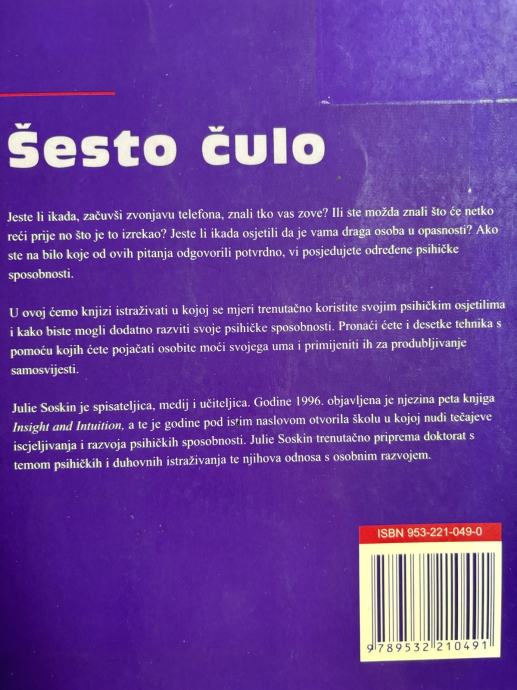 Šesto čulo
Jeste li ikada, začuvši zvonjavu telefona, znali tko vas zove? Ili ste možda znali što će netko
reći prije no što je to izrekao? Jeste li ikada osjetili da je vama draga osoba u opasnosti? Ako
ste na bilo koje od ovih pitanja odgovorili potvrdno, vi posjedujete određene psihičke
sposobnosti.
U ovoj ćemo knjizi istraživati u kojoj se mjeri trenutačno koristite svojim psihičkim osjetilima
i kako biste mogli dodatno razviti svoje psihičke sposobnosti. Pronaći ćete i desetke tehnika s
pomoću kojih ćete pojačati osobite moći svojega uma i primijeniti ih za produbljivanje
samosvijesti.
Julie Soskin je spisateljica, medij i učiteljica. Godine 1996. objavljena je njezina peta knjiga
Insight and Intuition, a te je godine pod istim naslovom otvorila školu u kojoj nudi tečajeve
iscjeljivanja i razvoja psihičkih sposobnosti. Julie Soskin trenutačno priprema doktorat s
temom psihičkih i duhovnih istraživanja te njihova odnosa s osobnim razvojem.
ISBN 953-221-049-0
9 789532 210491